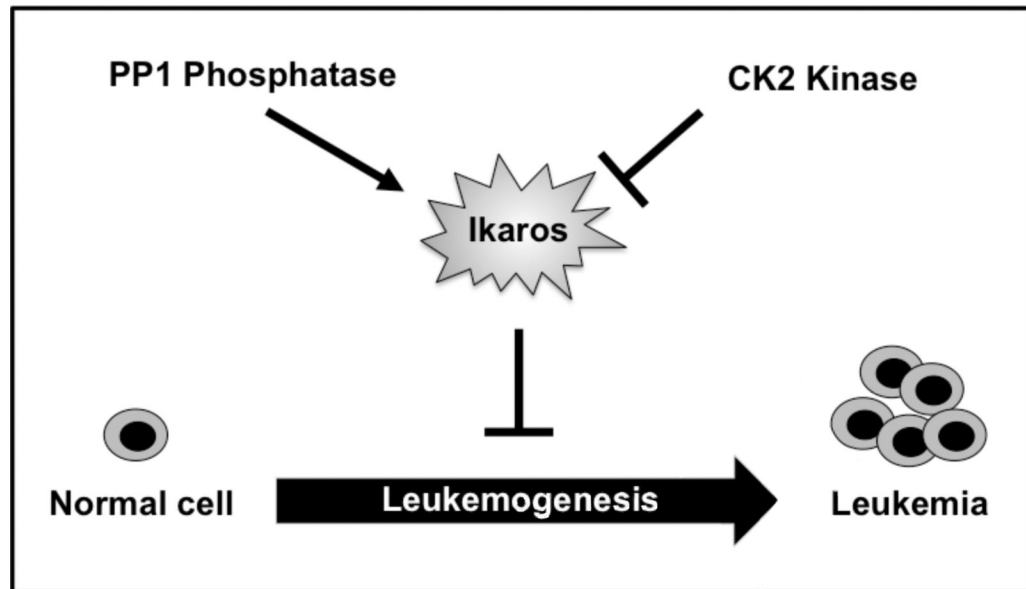 PP1 Phosphatase
CK2 Kinase
Ikaros
Normal cell
Leukemogenesis
Leukemia